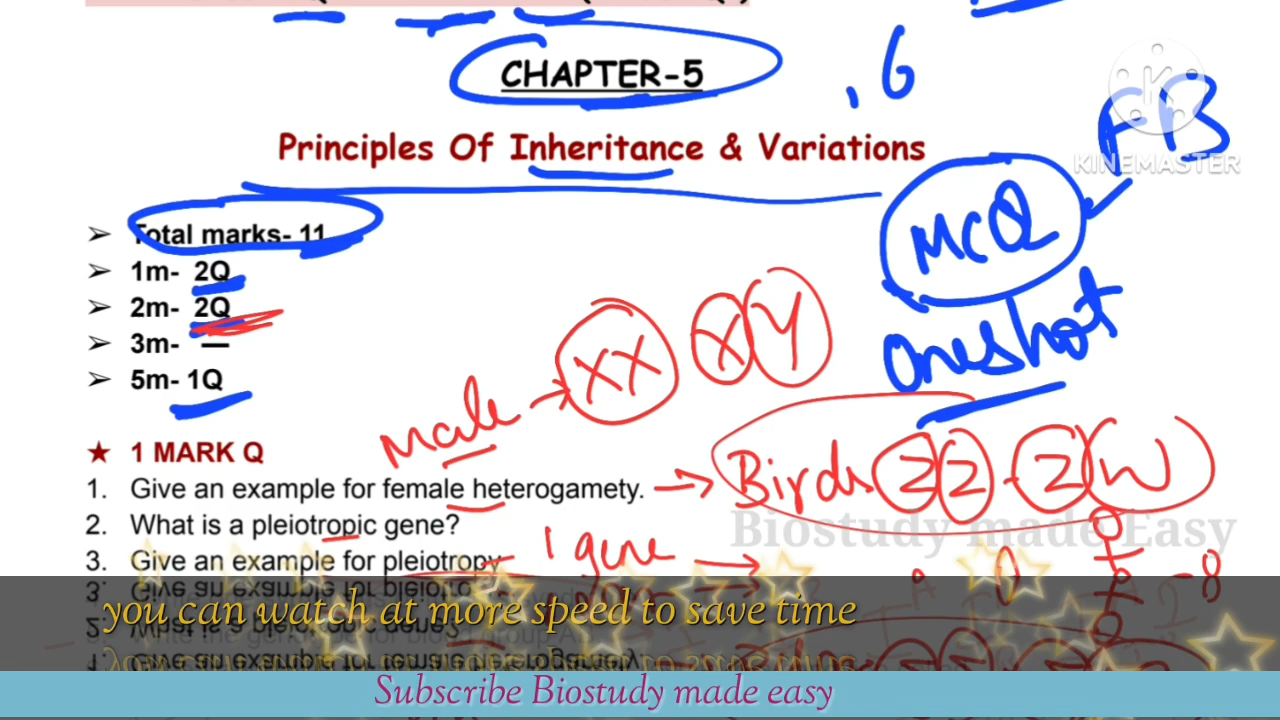 CHAPTER-5
, 6
FB
KINEMASTER
Principles Of Inheritance & Variations
MCQ
Oneshot
➢ Total marks- 11
➢ 1m- 2Q
➢ 2m- 2Q
➢ 3m- —
➢ 5m- 1Q
Male → XX XY
★ 1 MARK Q
1. Give an example for female heterogamety. → Birds ZZ - ZW
2. What is a pleiotropic gene?
Biostudy made Easy
3. Give an example for pleiotropy
1 gene →
you can watch at more speed to save time
Subscribe Biostudy made easy